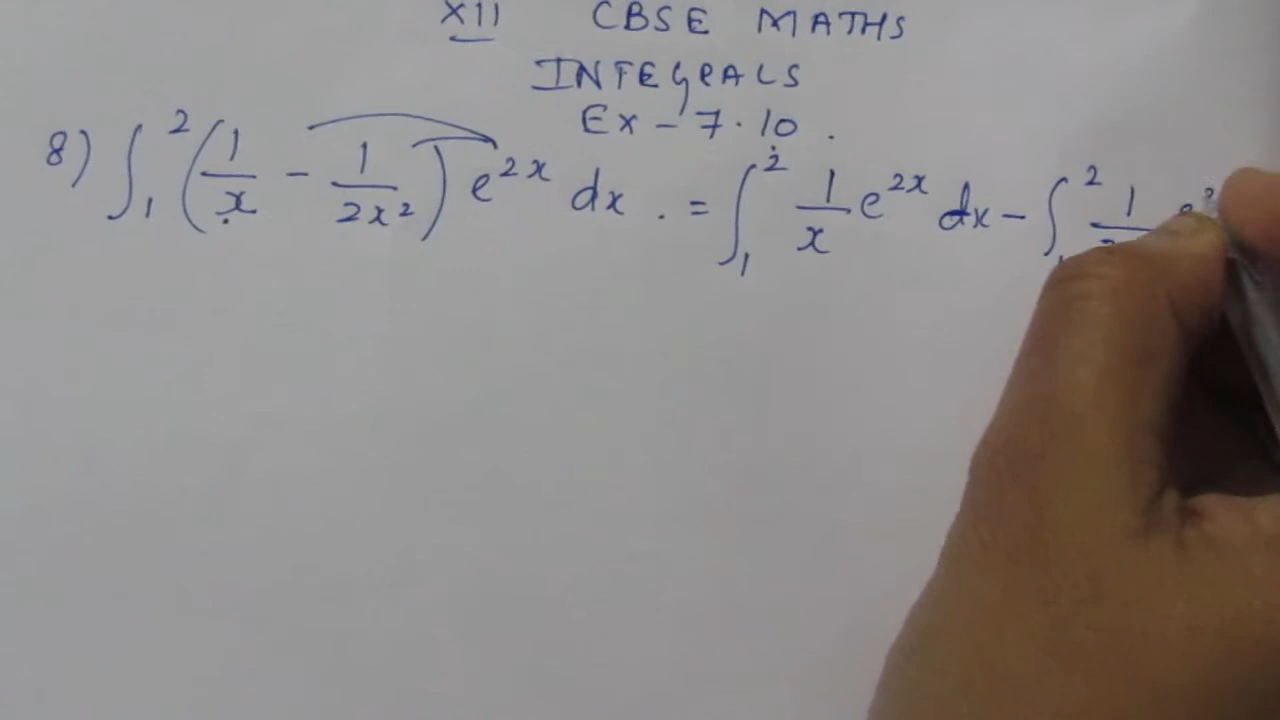 XII CBSE MATHS
INTEGRALS
Ex - 7.10.
8) ∫₁² (1/x - 1/2x²) e^2x dx. = ∫₁² 1/x e^2x dx - ∫ ² 1/